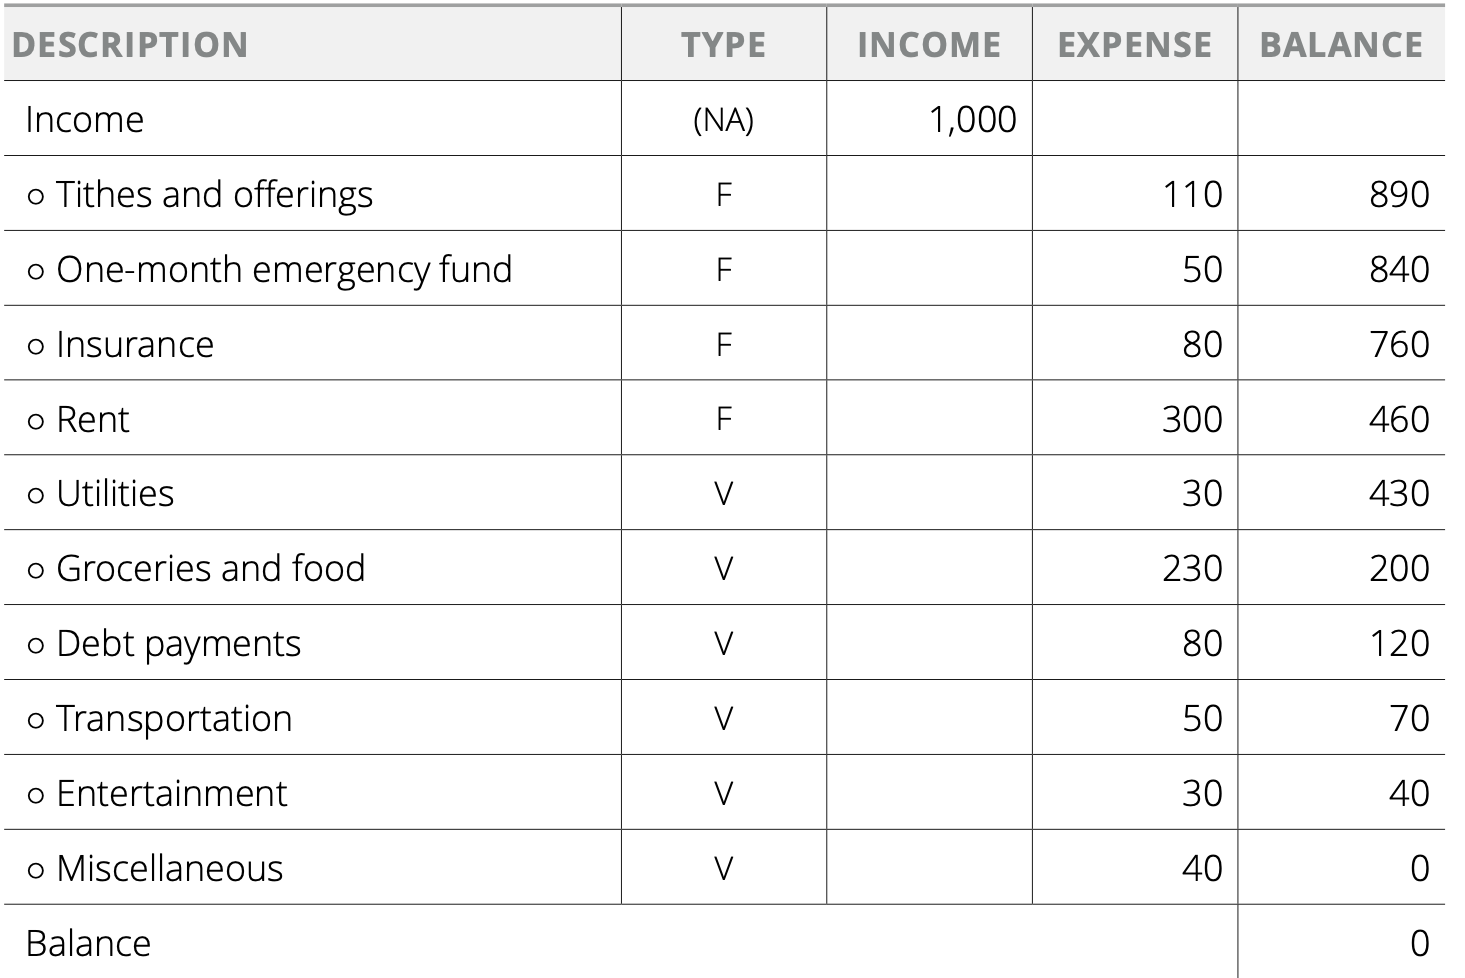 DESCRIPTION TYPE INCOME EXPENSE BALANCE
Income (NA) 1,000
○ Tithes and offerings F 110 890
○ One-month emergency fund F 50 840
○ Insurance F 80 760
○ Rent F 300 460
○ Utilities V 30 430
○ Groceries and food V 230 200
○ Debt payments V 80 120
○ Transportation V 50 70
○ Entertainment V 30 40
○ Miscellaneous V 40 0
Balance 0